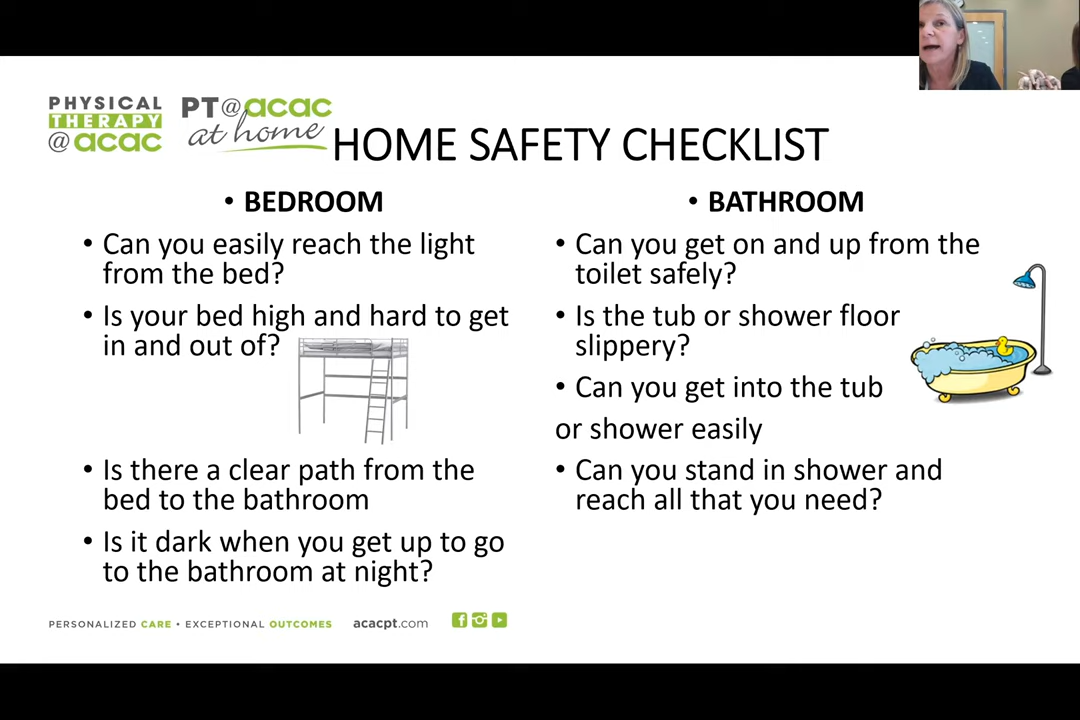 PHYSICAL
THERAPY
@acac
PT@acac
at home
HOME SAFETY CHECKLIST
• BEDROOM
• Can you easily reach the light
from the bed?
• Is your bed high and hard to get
in and out of?
• Is there a clear path from the
bed to the bathroom
• Is it dark when you get up to go
to the bathroom at night?
• BATHROOM
• Can you get on and up from the
toilet safely?
• Is the tub or shower floor
slippery?
• Can you get into the tub
or shower easily
• Can you stand in shower and
reach all that you need?
PERSONALIZED CARE • EXCEPTIONAL OUTCOMES acacpt.com